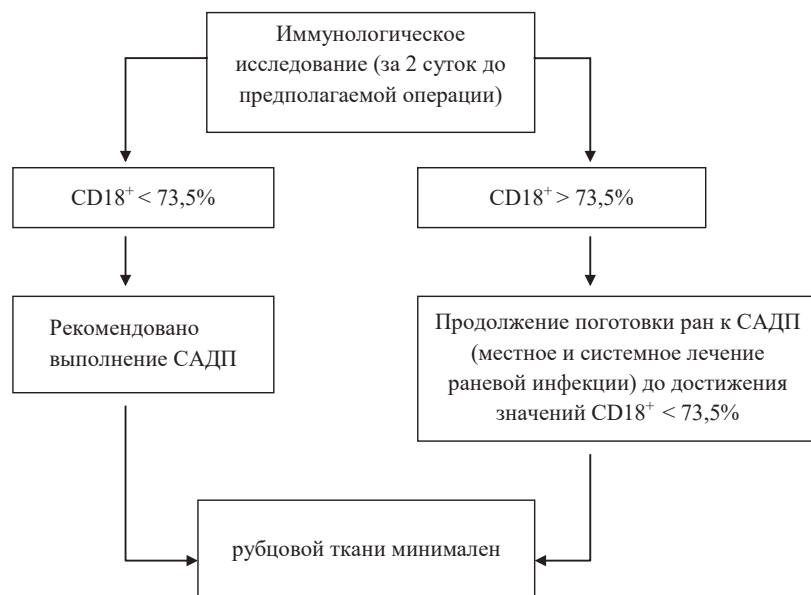 Иммунологическое
исследование (за 2 суток до
предполагаемой операции)
CD18⁺ < 73,5%
CD18⁺ > 73,5%
Рекомендовано
выполнение САДП
Продолжение поготовки ран к САДП
(местное и системное лечение
раневой инфекции) до достижения
значений CD18⁺ < 73,5%
рубцовой ткани минимален